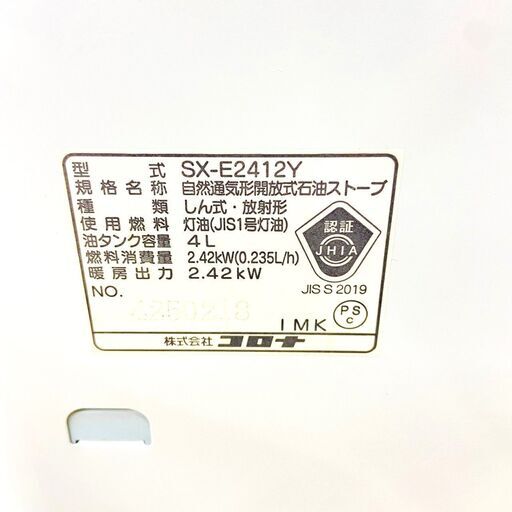 型式 SX-E2412Y
規格名称 自然通気形開放式石油ストーブ
種類 しん式・放射形
使用燃料 灯油(JIS1号灯油)
油タンク容量 4L
燃料消費量 2.42kW(0.235L/h)
暖房出力 2.42kW
認証
JHIA
JIS S 2019
NO.
IMK
PS
C
株式会社 コロナ